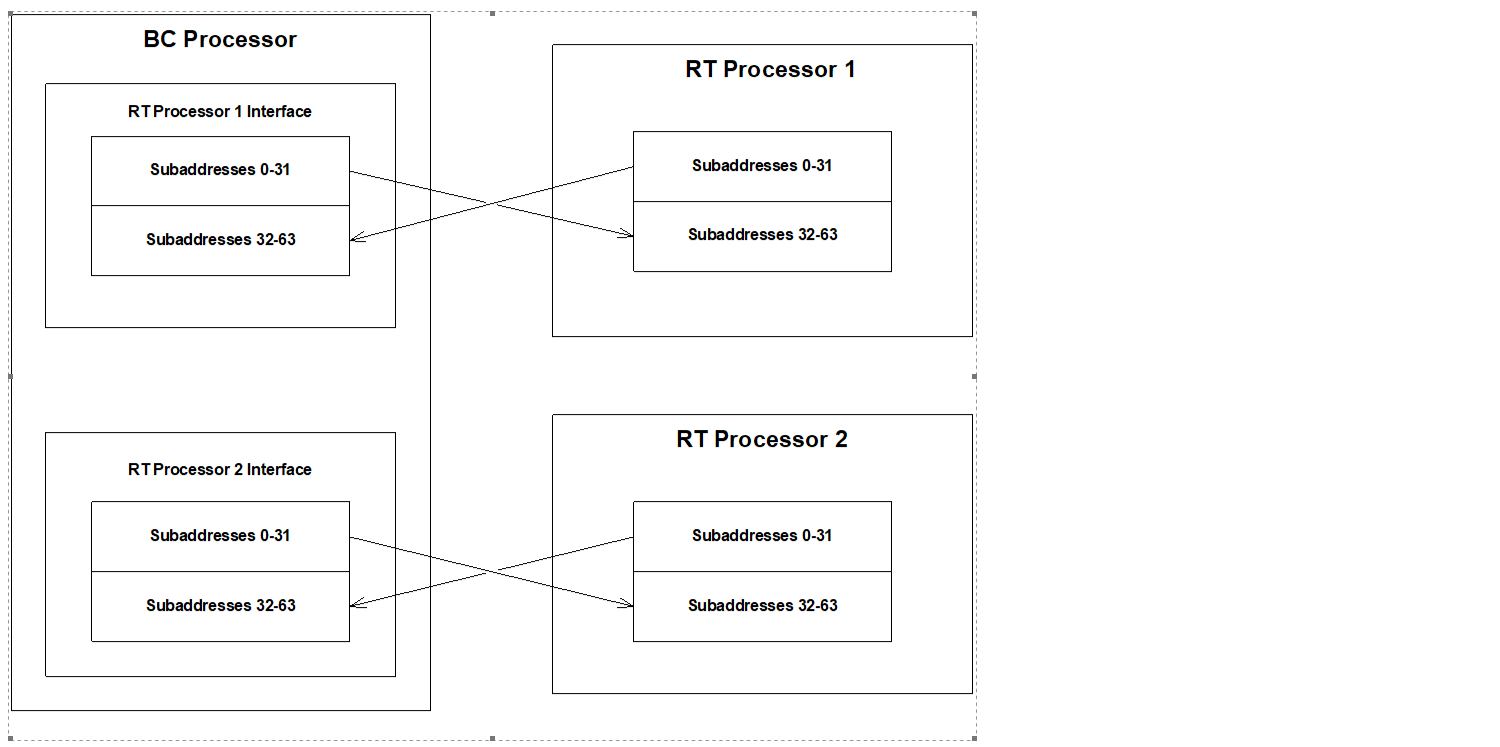 BC Processor
RT Processor 1 Interface
Subaddresses 0-31
Subaddresses 32-63
RT Processor 1
Subaddresses 0-31
Subaddresses 32-63
RT Processor 2 Interface
Subaddresses 0-31
Subaddresses 32-63
RT Processor 2
Subaddresses 0-31
Subaddresses 32-63